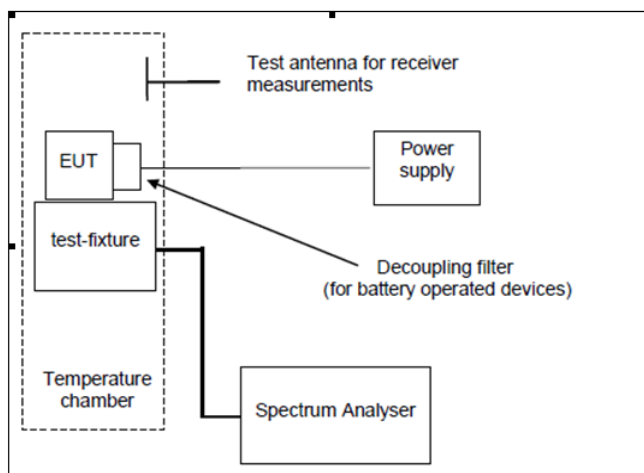 Test antenna for receiver
measurements
EUT
Power
supply
test-fixture
Decoupling filter
(for battery operated devices)
Temperature
chamber
Spectrum Analyser